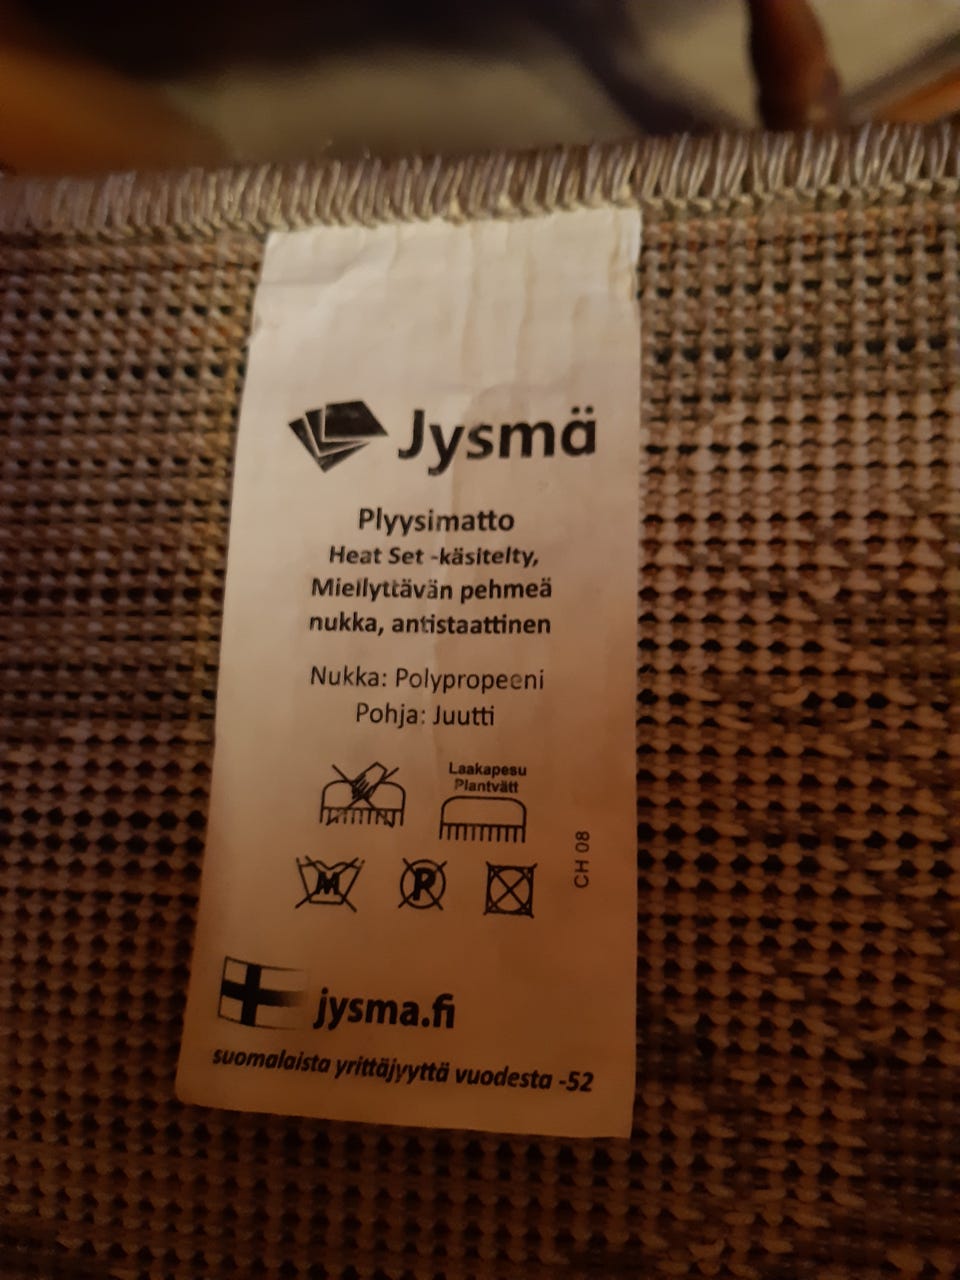 Jysmä
Plyysimatto
Heat Set -käsitelty,
Miellyttävän pehmeä
nukka, antistaattinen
Nukka: Polypropeeni
Pohja: Juutti
Laakapesu
Plantvätt
M
P
CH 08
jysma.fi
suomalaista yrittäjyyttä vuodesta -52